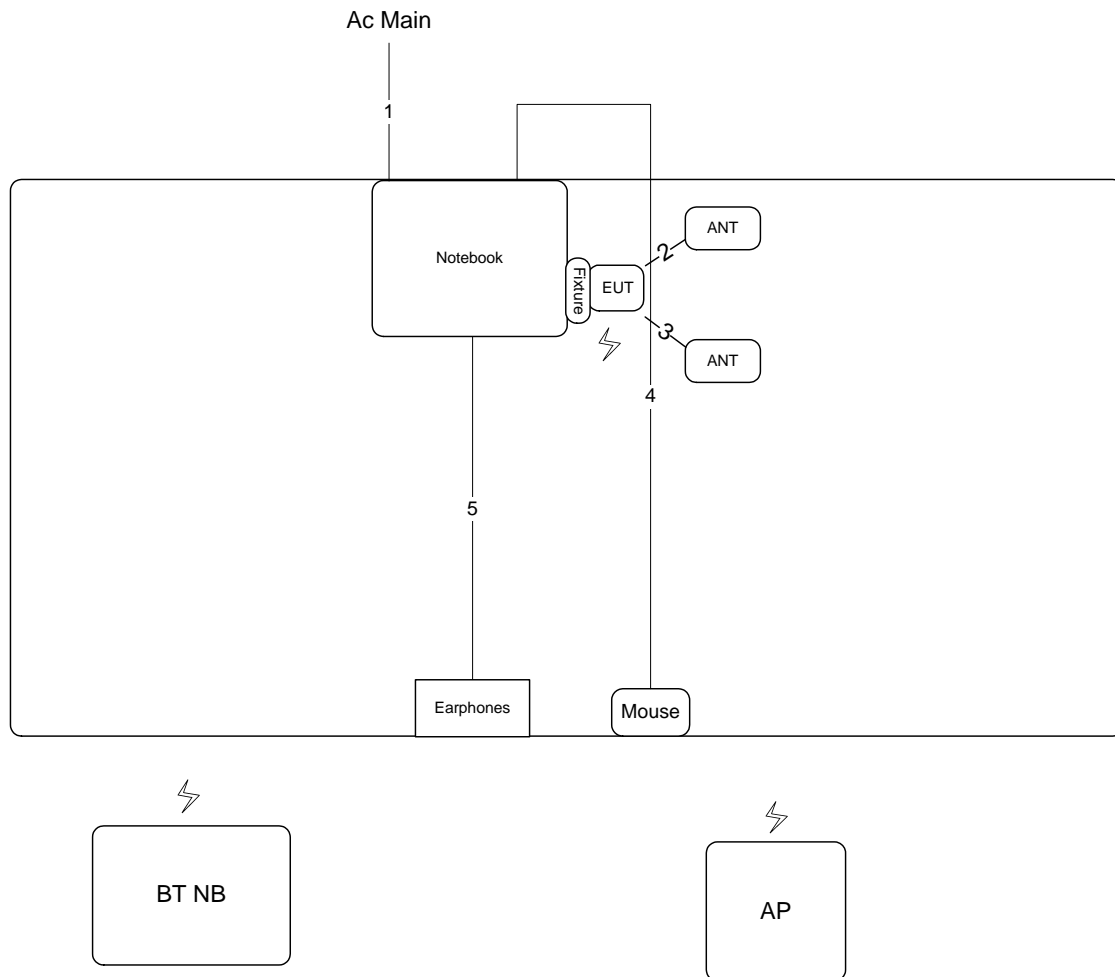 Ac Main
1
ANT
2
Notebook
Fixture
EUT
3
ANT
4
5
Earphones
Mouse
BT NB
AP